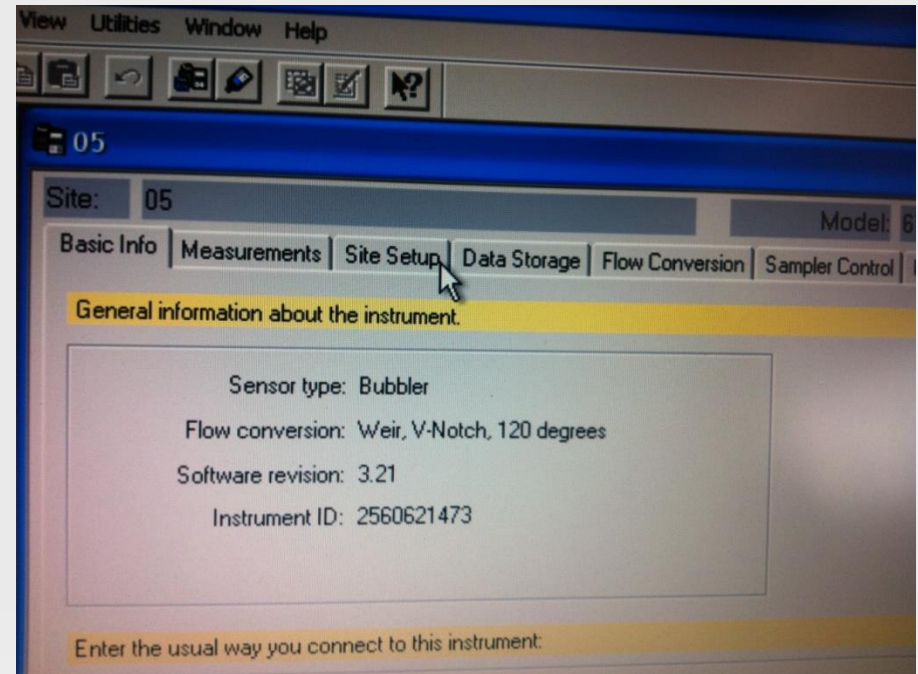 View Utilities Window Help
05
Site: 05 Model: 6
Basic Info Measurements Site Setup Data Storage Flow Conversion Sampler Control
General information about the instrument.
Sensor type: Bubbler
Flow conversion: Weir, V-Notch, 120 degrees
Software revision: 3.21
Instrument ID: 2560621473
Enter the usual way you connect to this instrument: